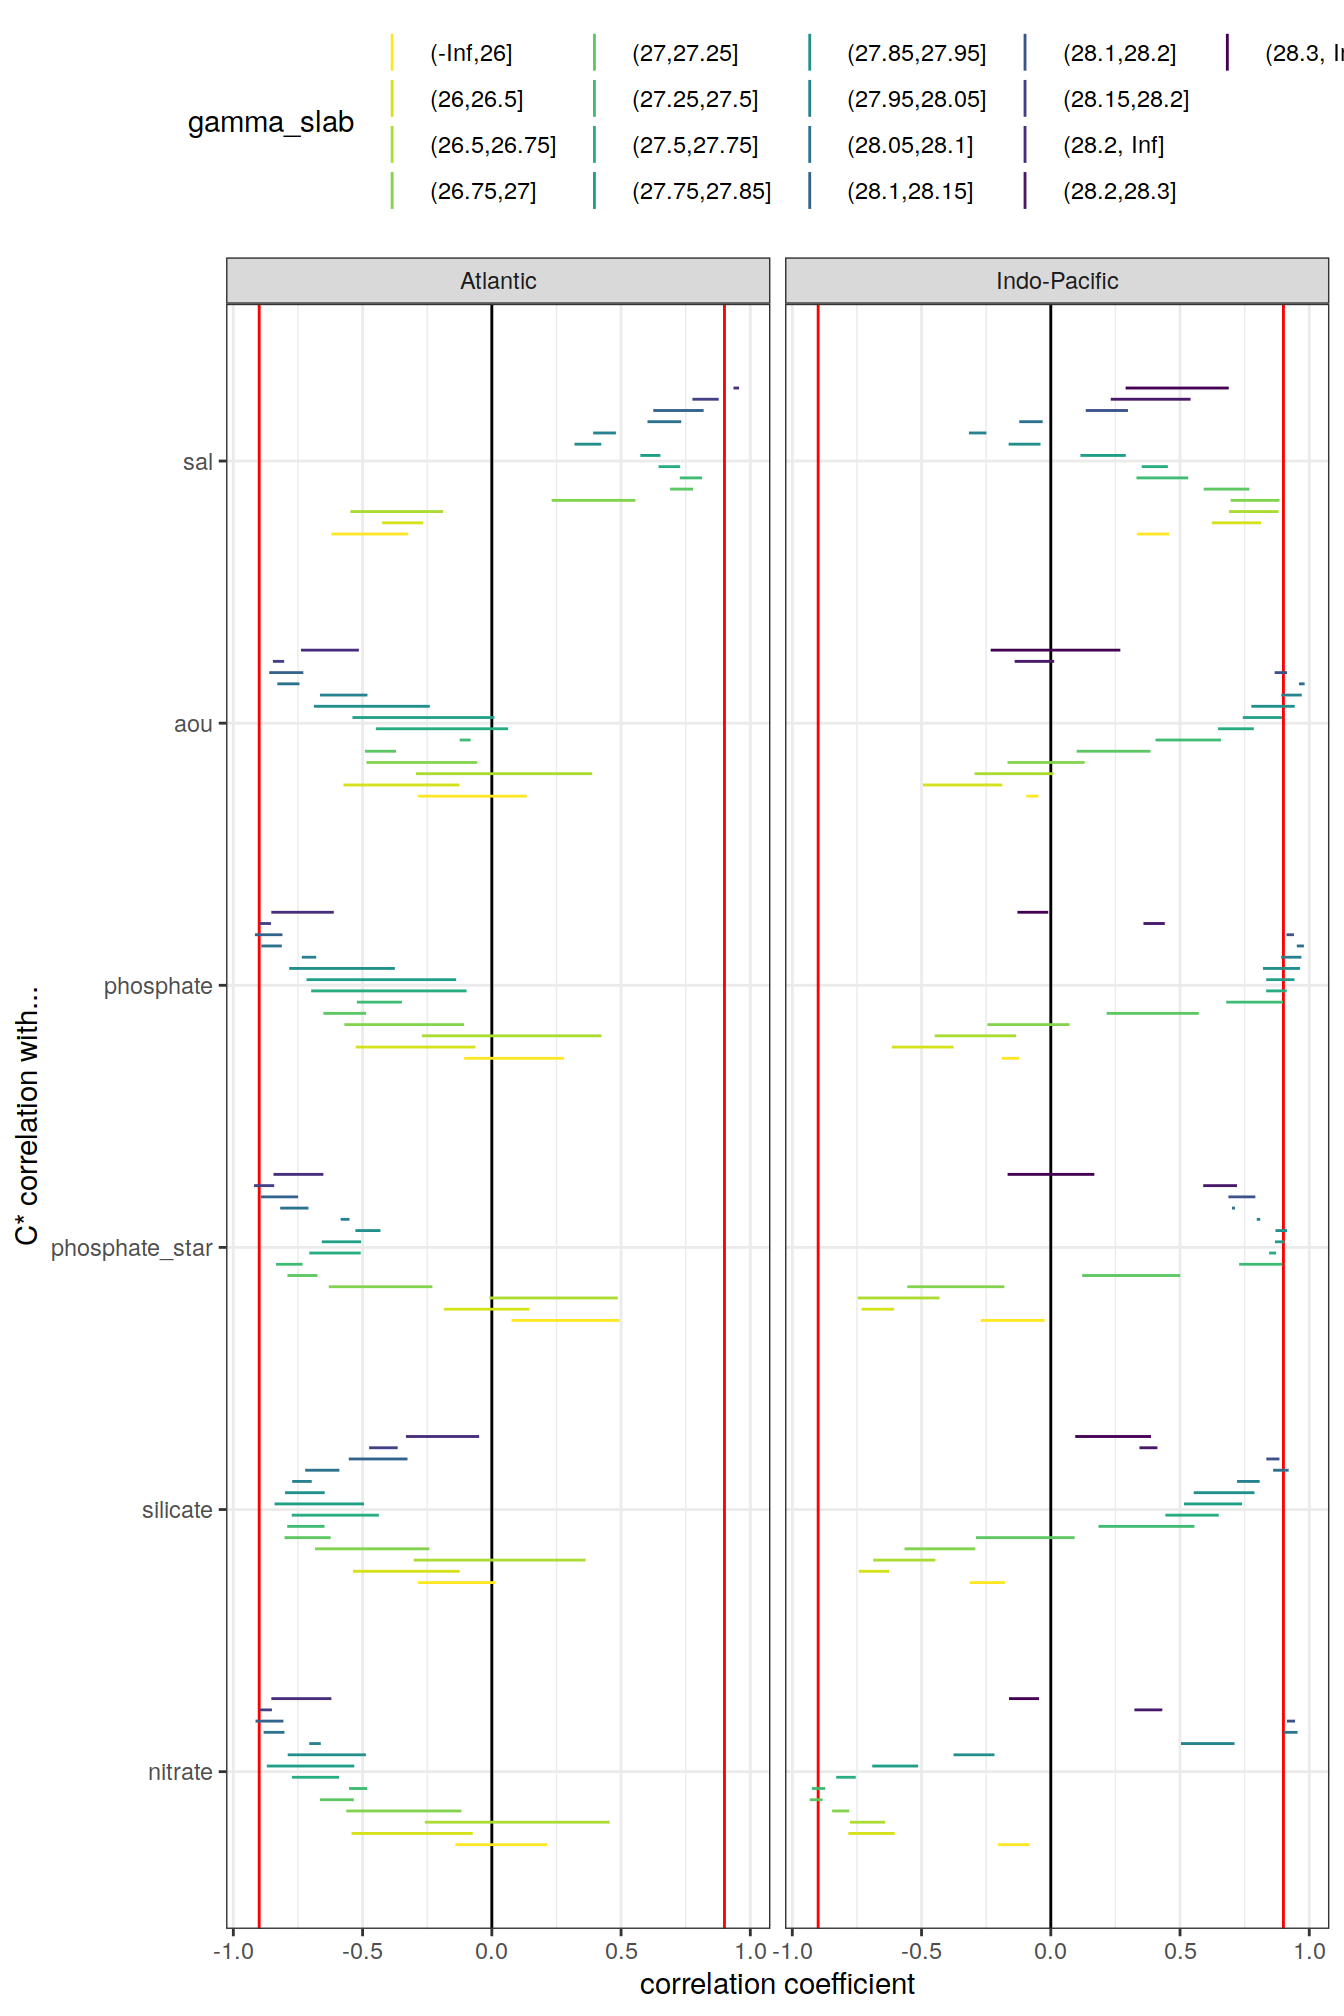 gamma_slab
(-Inf,26]
(26,26.5]
(26.5,26.75]
(26.75,27]
(27,27.25]
(27.25,27.5]
(27.5,27.75]
(27.75,27.85]
(27.85,27.95]
(27.95,28.05]
(28.05,28.1]
(28.1,28.15]
(28.1,28.2]
(28.15,28.2]
(28.2, Inf]
(28.2,28.3]
(28.3,
Atlantic
Indo-Pacific
C* correlation with...
sal
aou
phosphate
phosphate_star
silicate
nitrate
-1.0 -0.5 0.0 0.5 1.0
-1.0 -0.5 0.0 0.5 1.0
correlation coefficient